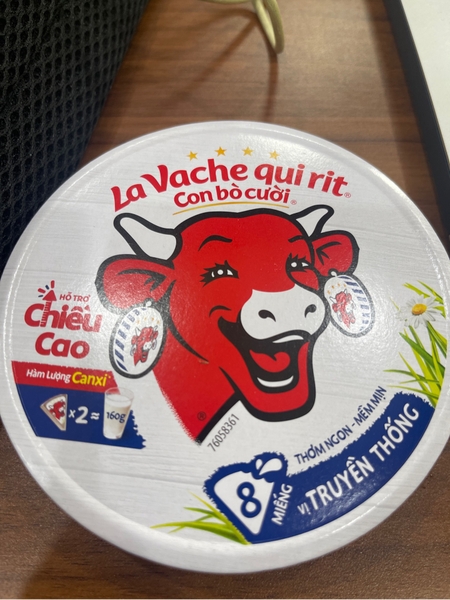 La Vache qui rit®
Con bò cười®
HỖ TRỢ
Chiều
Cao
Hàm Lượng Canxi*
x2 = 160g
®
76058361
THƠM NGON - MỀM MỊN
8 MIẾNG
VỊ TRUYỀN THỐNG